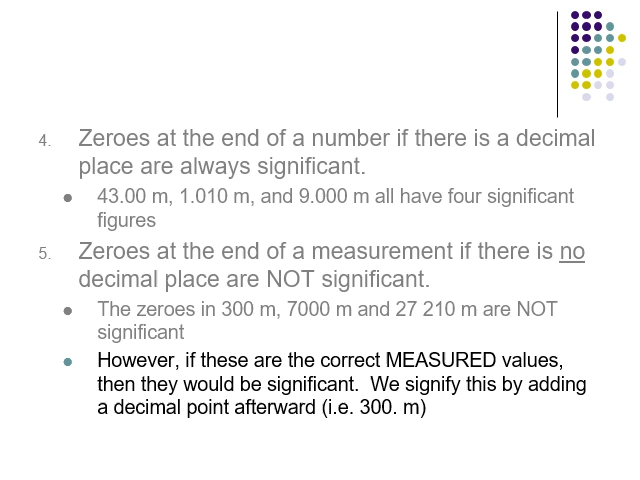 4. Zeroes at the end of a number if there is a decimal
place are always significant.
● 43.00 m, 1.010 m, and 9.000 m all have four significant
figures
5. Zeroes at the end of a measurement if there is no
decimal place are NOT significant.
● The zeroes in 300 m, 7000 m and 27 210 m are NOT
significant
● However, if these are the correct MEASURED values,
then they would be significant.  We signify this by adding
a decimal point afterward (i.e. 300. m)